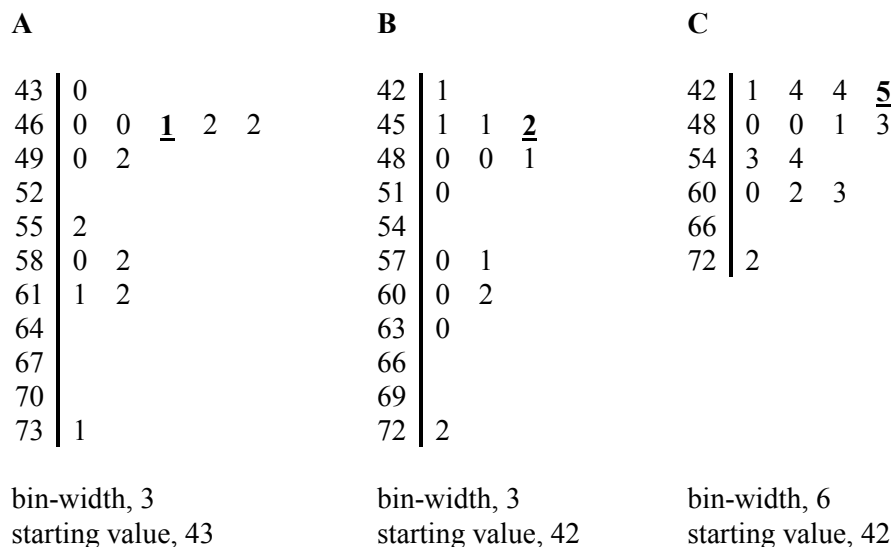 A B C
43 0 42 1 42 1 4 4 5
46 0 0 1 2 2 45 1 1 2 48 0 0 1 3
49 0 2 48 0 0 1 54 3 4
52 51 0 60 0 2 3
55 2 54 66
58 0 2 57 0 1 72 2
61 1 2 60 0 2
64 63 0
67 66
70 69
73 1 72 2
bin-width, 3 bin-width, 3 bin-width, 6
starting value, 43 starting value, 42 starting value, 42